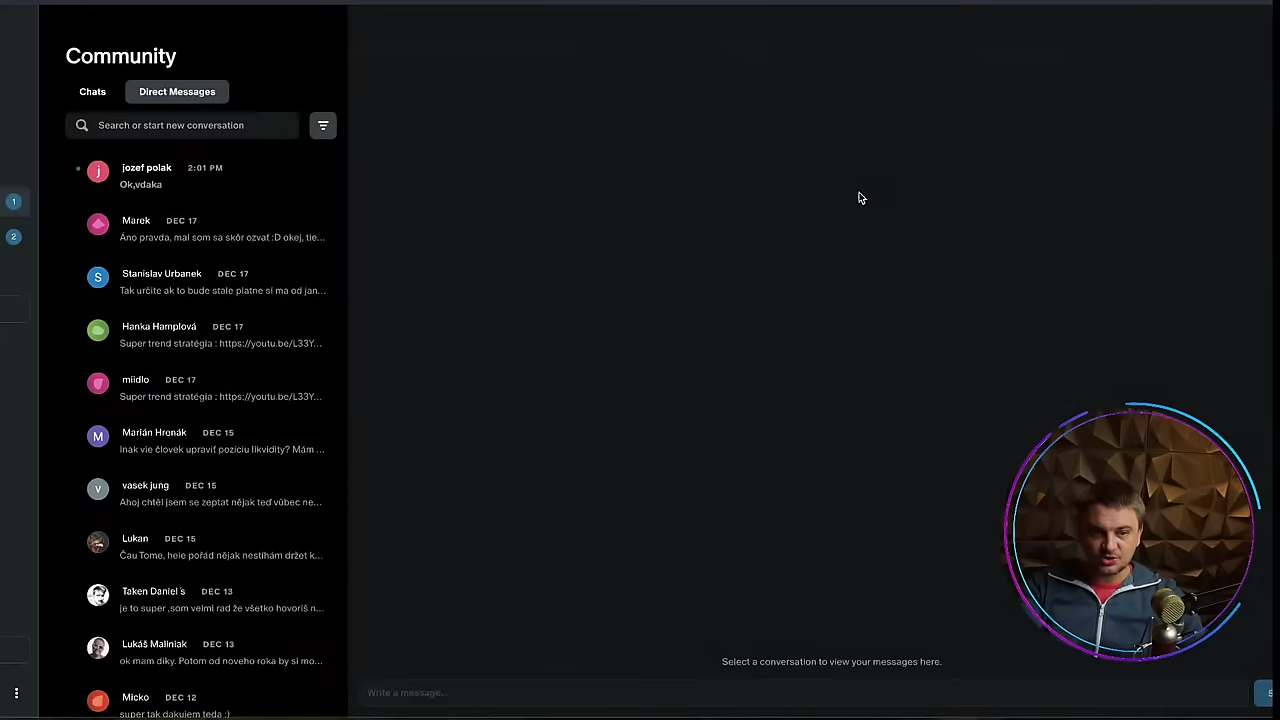 Community
Chats
Direct Messages
Search or start new conversation
j
jozef polak 2:01 PM
Ok,vdaka
1
Marek DEC 17
Áno pravda, mal som sa skôr ozvať :D okej, tie...
2
S
Stanislav Urbanek DEC 17
Tak určite ak to bude stale platne si ma od jan...
Hanka Hamplová DEC 17
Super trend stratégia : https://youtu.be/L33Y...
miidlo DEC 17
Super trend stratégia : https://youtu.be/L33Y...
M
Marián Hrenák DEC 15
Inak vie človek upraviť pozíciu likvidity? Mám ...
v
vasek jung DEC 15
Ahoj chtěl jsem se zeptat nějak teď vůbec ne...
Lukan DEC 15
Čau Tome, hele pořád nějak nestíhám držet k...
Taken Daniel´s DEC 13
je to super ,som velmi rad že všetko hovoriš n...
Lukáš Maliniak DEC 13
ok mam diky. Potom od noveho roka by si mo...
Micko DEC 12
super tak dakujem teda :)
Select a conversation to view your messages here.
Write a message...
S